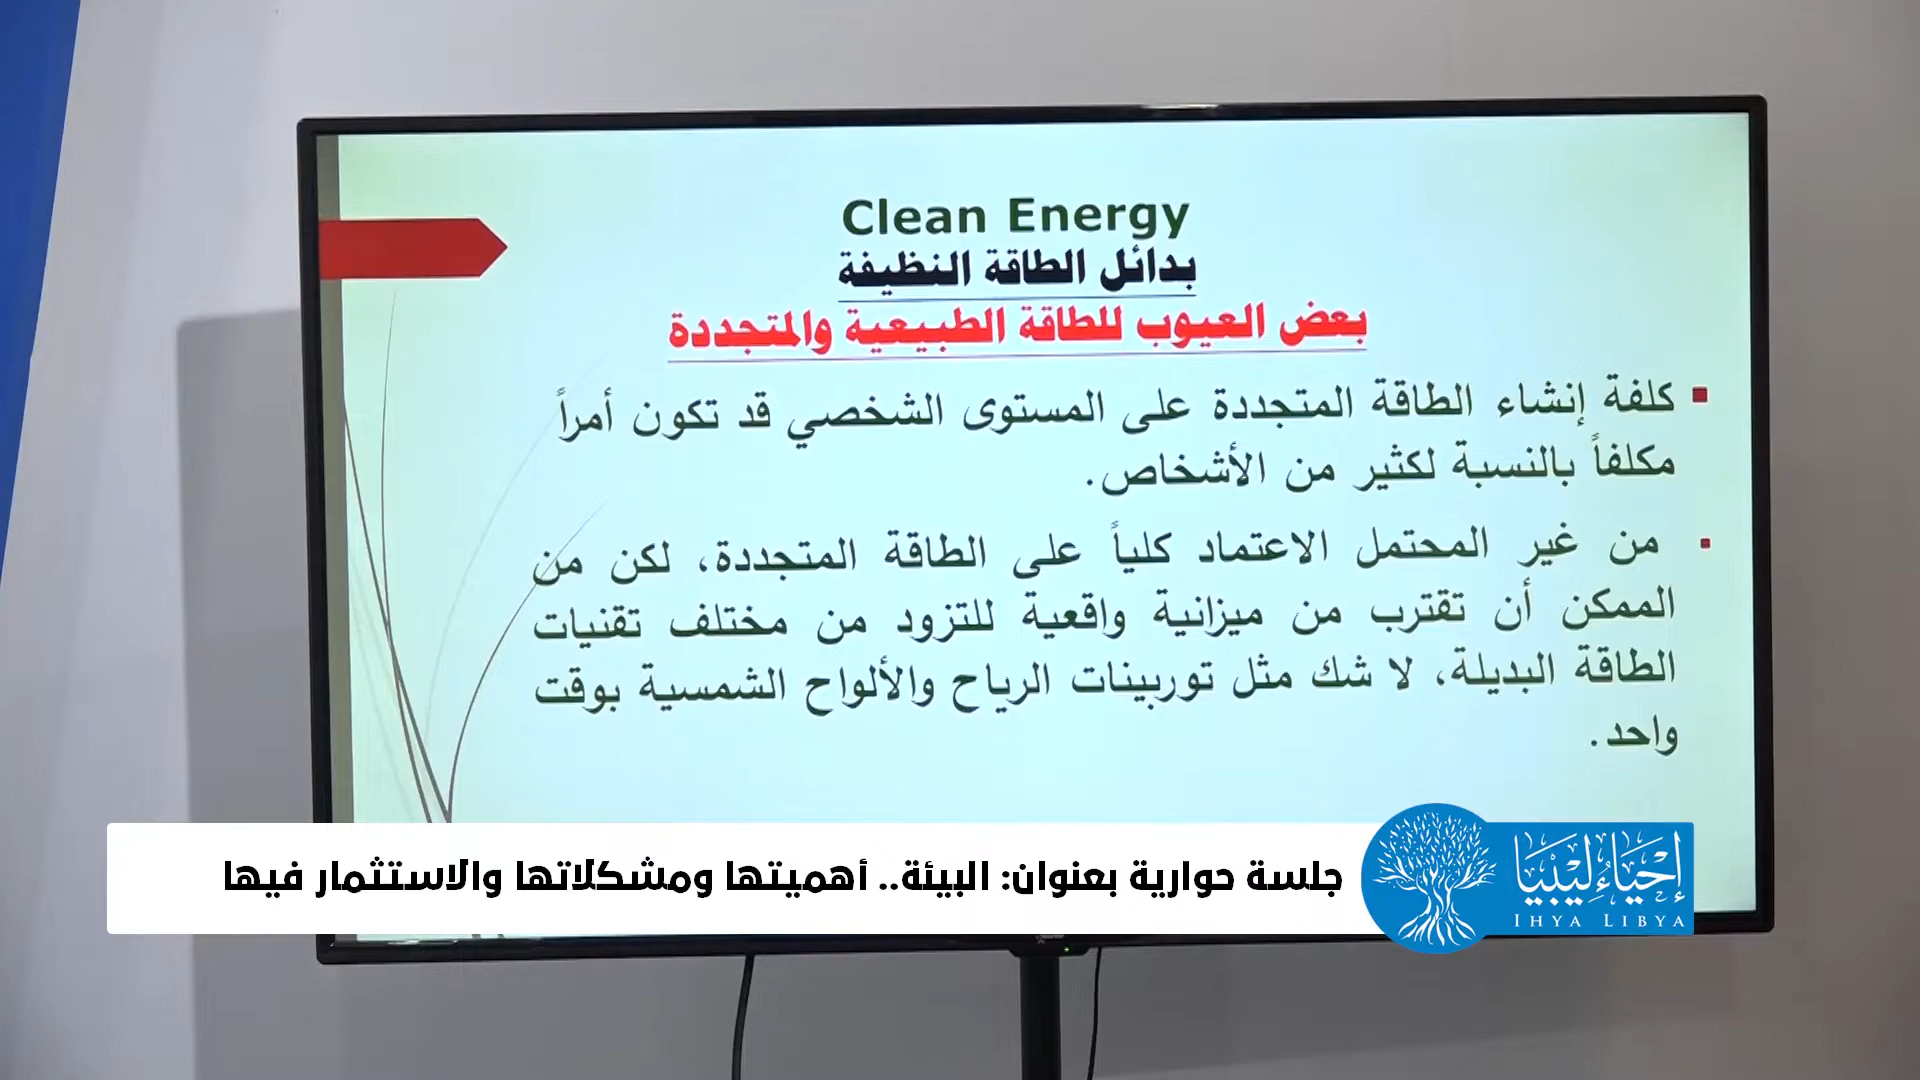 Clean Energy
بدائل الطاقة النظيفة
بعض العيوب للطاقة الطبيعية والمتجددة
كلفة إنشاء الطاقة المتجددة على المستوى الشخصي قد تكون أمراً
مكلفاً بالنسبة لكثير من الأشخاص.
من غير المحتمل الاعتماد كلياً على الطاقة المتجددة، لكن من
الممكن أن تقترب من ميزانية واقعية للتزود من مختلف تقنيات
الطاقة البديلة، لا شك مثل توربينات الرياح والألواح الشمسية بوقت
واحد.
جلسة حوارية بعنوان: البيئة.. أهميتها ومشكلاتها والاستثمار فيها
إحياء ليبيا
IHYA LIBYA